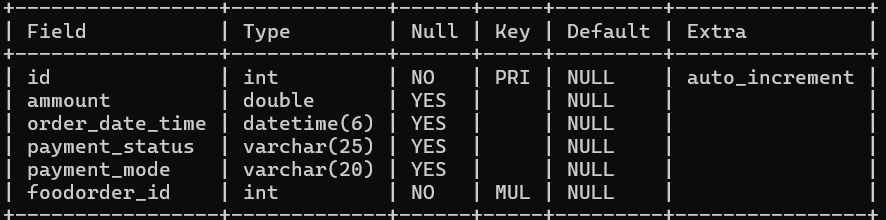 | Field | Type | Null | Key | Default | Extra |
| id | int | NO | PRI | NULL | auto_increment |
| ammount | double | YES | | NULL | |
| order_date_time | datetime(6) | YES | | NULL | |
| payment_status | varchar(25) | YES | | NULL | |
| payment_mode | varchar(20) | YES | | NULL | |
| foodorder_id | int | NO | MUL | NULL | |